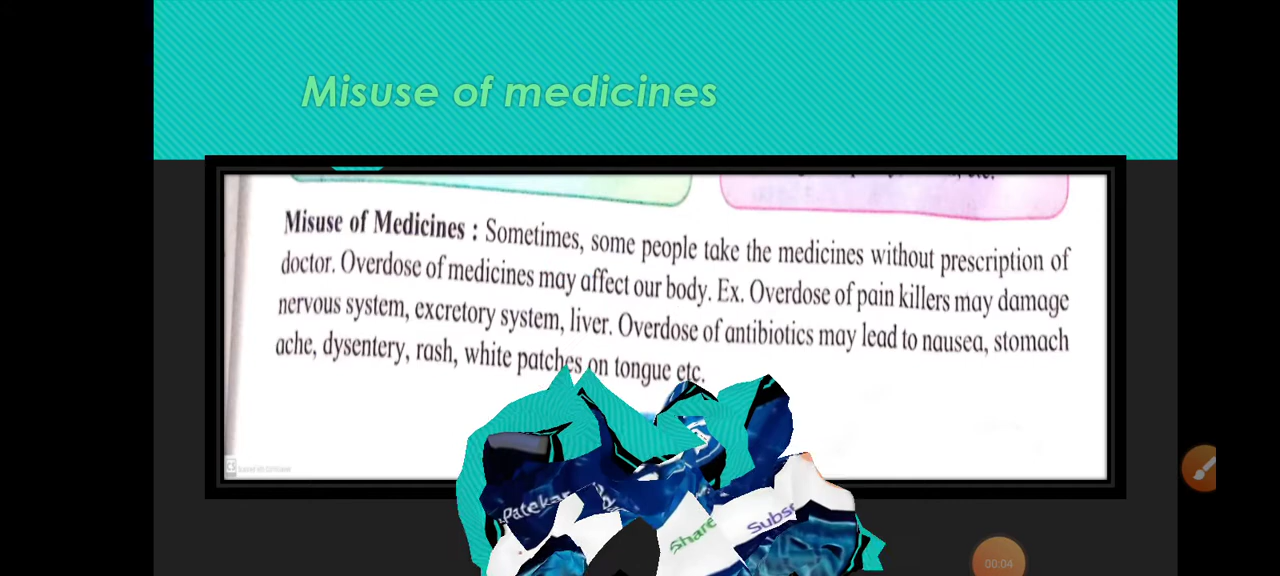 Misuse of medicines
Misuse of Medicines : Sometimes, some people take the medicines without prescription of
doctor. Overdose of medicines may affect our body. Ex. Overdose of pain killers may damage
nervous system, excretory system, liver. Overdose of antibiotics may lead to nausea, stomach
ache, dysentery, rash, white patches on tongue etc.
Patekar
Share
Subsc
00:04